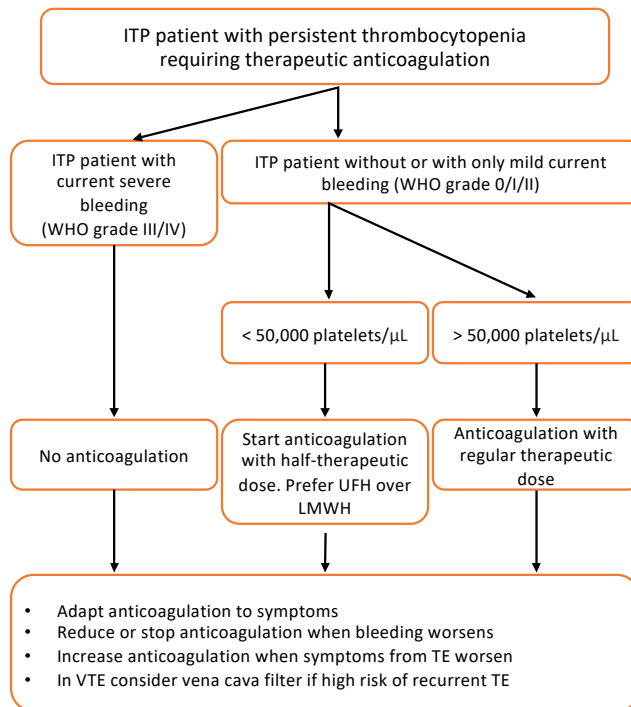 ITP patient with persistent thrombocytopenia
requiring therapeutic anticoagulation
ITP patient with
current severe
bleeding
(WHO grade III/IV)
ITP patient without or with only mild current
bleeding (WHO grade 0/I/II)
< 50,000 platelets/µL
> 50,000 platelets/µL
No anticoagulation
Start anticoagulation
with half-therapeutic
dose. Prefer UFH over
LMWH
Anticoagulation with
regular therapeutic
dose
• Adapt anticoagulation to symptoms
• Reduce or stop anticoagulation when bleeding worsens
• Increase anticoagulation when symptoms from TE worsen
• In VTE consider vena cava filter if high risk of recurrent TE